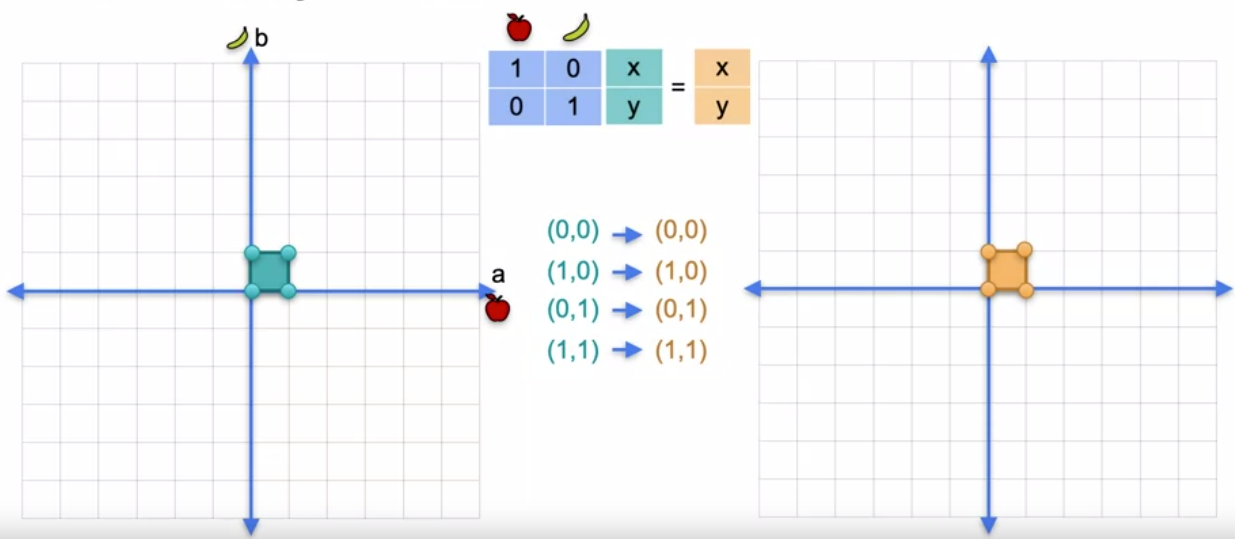 b
1 0 x = x
0 1 y y
a
(0,0) → (0,0)
(1,0) → (1,0)
(0,1) → (0,1)
(1,1) → (1,1)